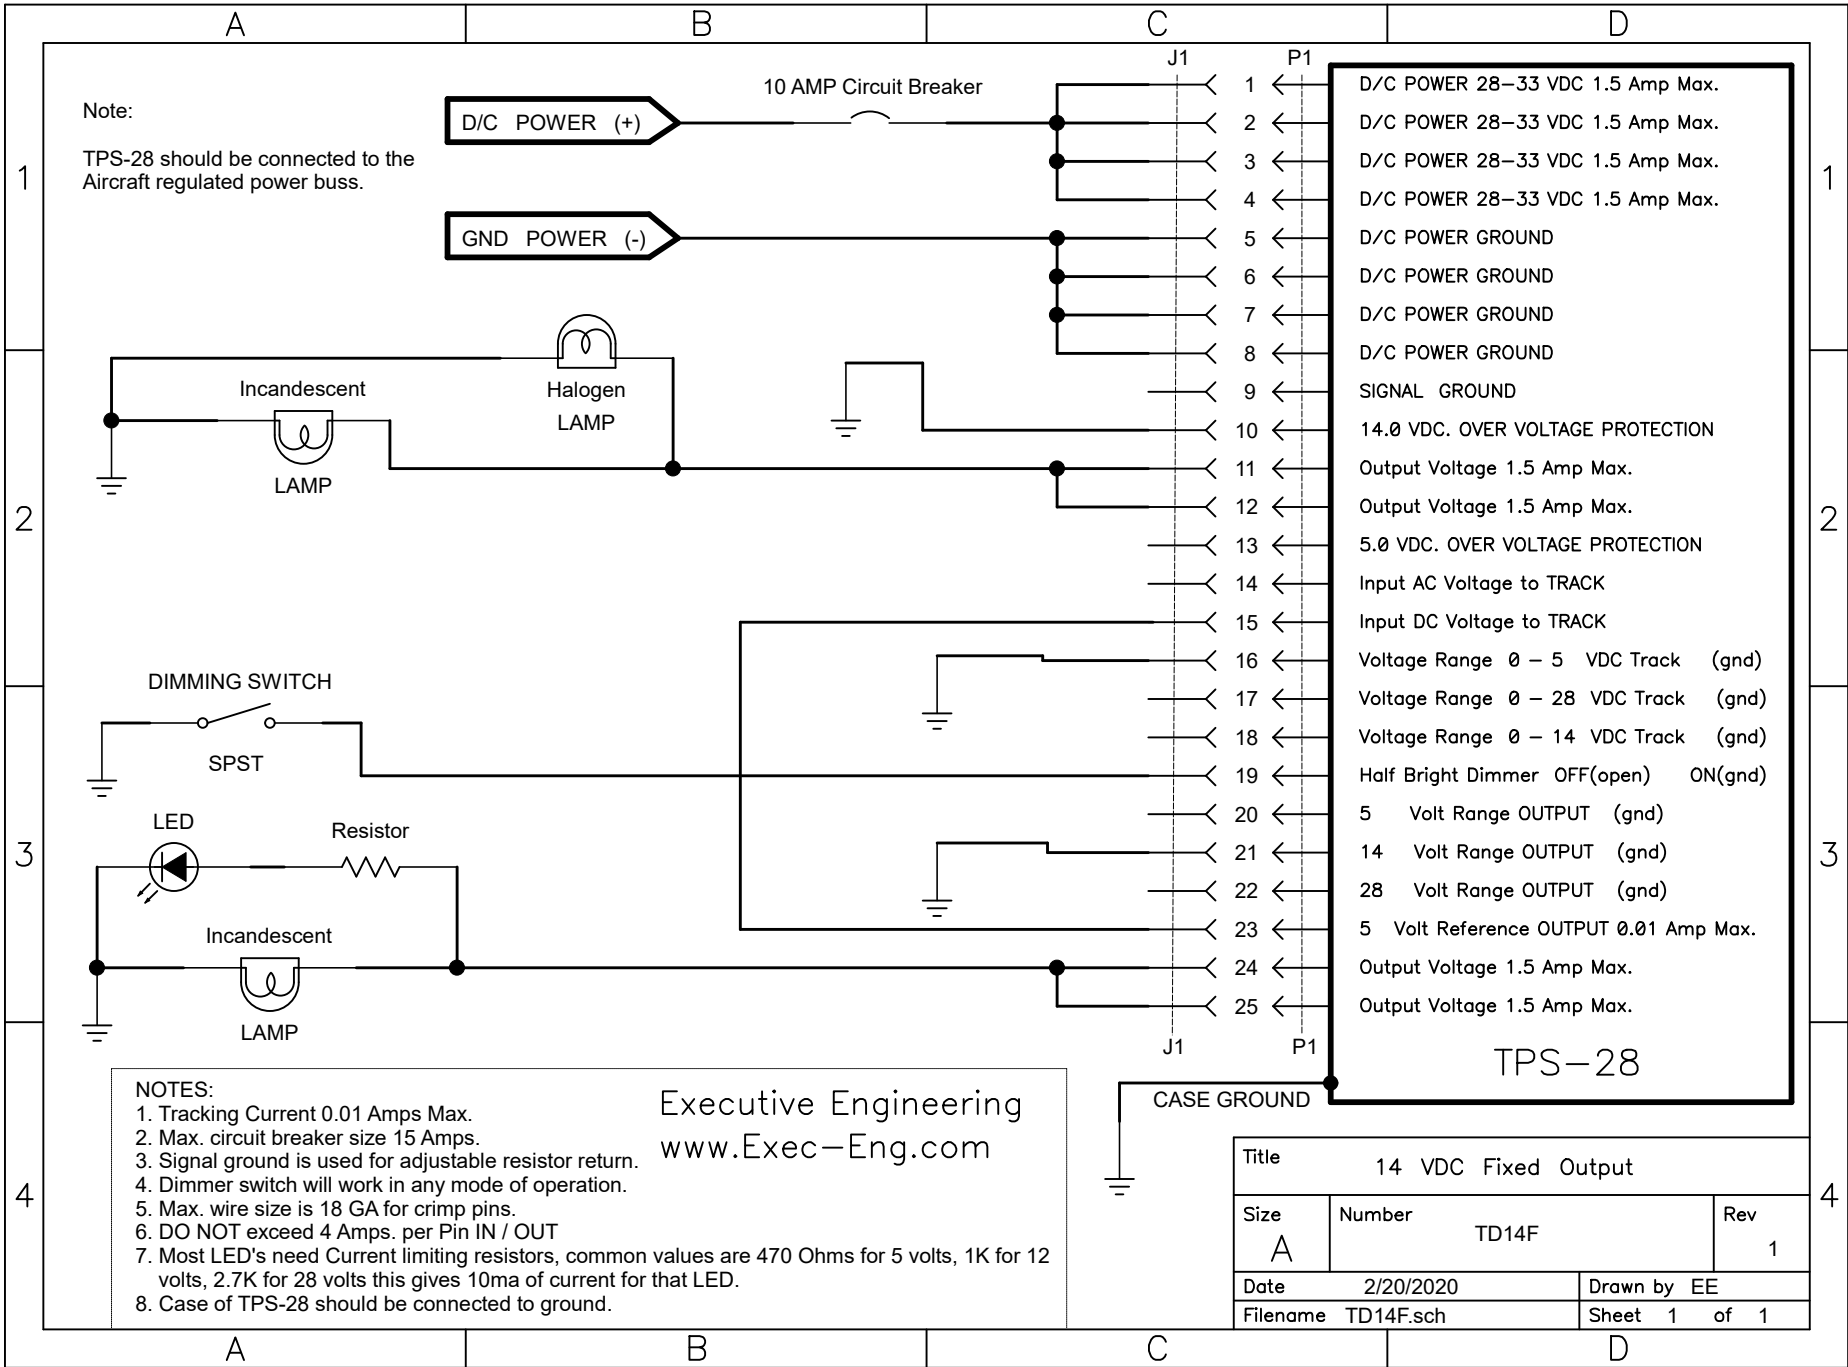 A B C D
Note:
TPS-28 should be connected to the
Aircraft regulated power buss.
D/C POWER (+)
10 AMP Circuit Breaker
GND POWER (-)
Halogen
LAMP
Incandescent
LAMP
DIMMING SWITCH
SPST
LED
Resistor
Incandescent
LAMP
J1 P1
1 D/C POWER 28-33 VDC 1.5 Amp Max.
2 D/C POWER 28-33 VDC 1.5 Amp Max.
3 D/C POWER 28-33 VDC 1.5 Amp Max.
4 D/C POWER 28-33 VDC 1.5 Amp Max.
5 D/C POWER GROUND
6 D/C POWER GROUND
7 D/C POWER GROUND
8 D/C POWER GROUND
9 SIGNAL GROUND
10 14.0 VDC. OVER VOLTAGE PROTECTION
11 Output Voltage 1.5 Amp Max.
12 Output Voltage 1.5 Amp Max.
13 5.0 VDC. OVER VOLTAGE PROTECTION
14 Input AC Voltage to TRACK
15 Input DC Voltage to TRACK
16 Voltage Range 0 - 5 VDC Track (gnd)
17 Voltage Range 0 - 28 VDC Track (gnd)
18 Voltage Range 0 - 14 VDC Track (gnd)
19 Half Bright Dimmer OFF(open) ON(gnd)
20 5 Volt Range OUTPUT (gnd)
21 14 Volt Range OUTPUT (gnd)
22 28 Volt Range OUTPUT (gnd)
23 5 Volt Reference OUTPUT 0.01 Amp Max.
24 Output Voltage 1.5 Amp Max.
25 Output Voltage 1.5 Amp Max.
J1 P1
TPS-28
CASE GROUND
1 1
2 2
3 3
4 4
NOTES:
1. Tracking Current 0.01 Amps Max.
2. Max. circuit breaker size 15 Amps.
3. Signal ground is used for adjustable resistor return.
4. Dimmer switch will work in any mode of operation.
5. Max. wire size is 18 GA for crimp pins.
6. DO NOT exceed 4 Amps. per Pin IN / OUT
7. Most LED's need Current limiting resistors, common values are 470 Ohms for 5 volts, 1K for 12
volts, 2.7K for 28 volts this gives 10ma of current for that LED.
8. Case of TPS-28 should be connected to ground.
Executive Engineering
www.Exec-Eng.com
Title 14 VDC Fixed Output
Size A
Number TD14F
Rev 1
Date 2/20/2020
Drawn by EE
Filename TD14F.sch
Sheet 1 of 1
A B C D